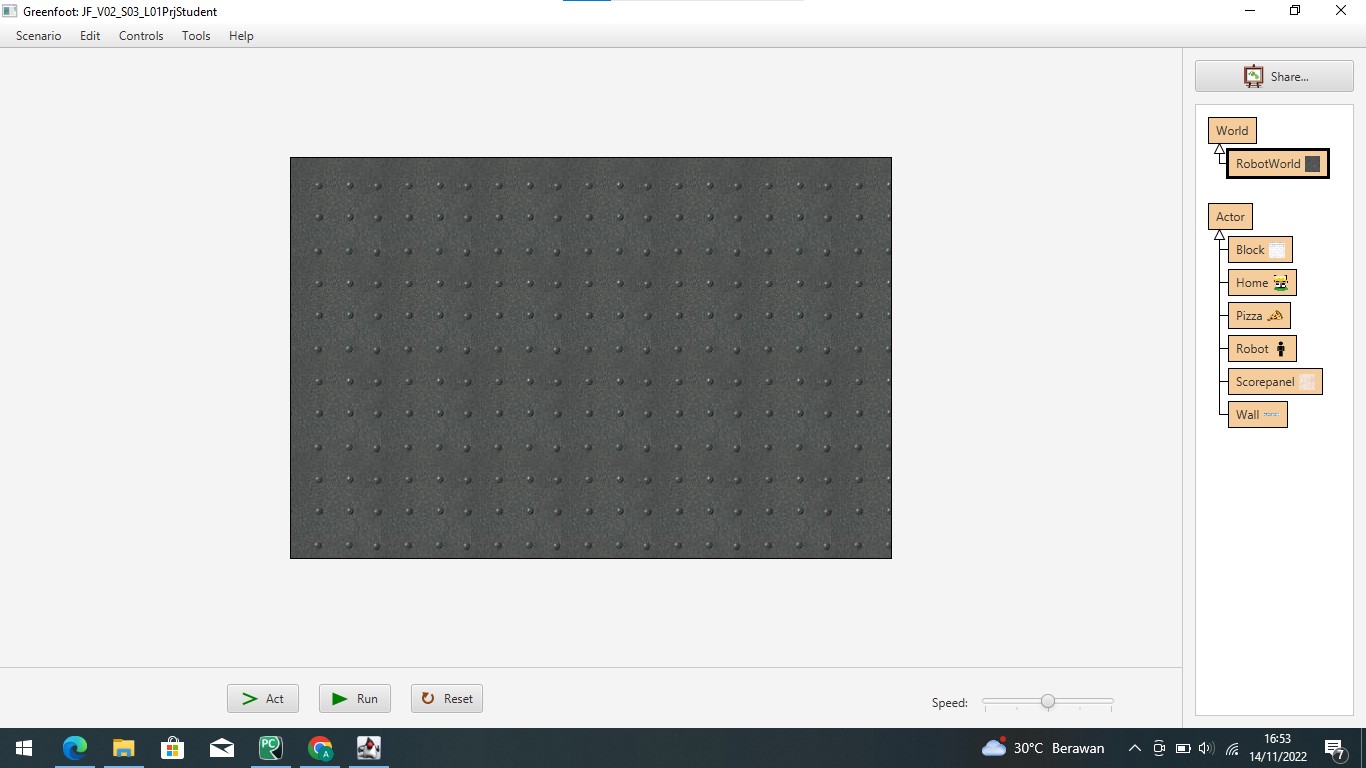 Greenfoot: JF_V02_S03_L01PrjStudent
Scenario Edit Controls Tools Help
Share...
World
RobotWorld
Actor
Block
Home
Pizza
Robot
Scorepanel
Wall
Act Run Reset Speed:
PC
A
30°C Berawan
16:53
14/11/2022
7